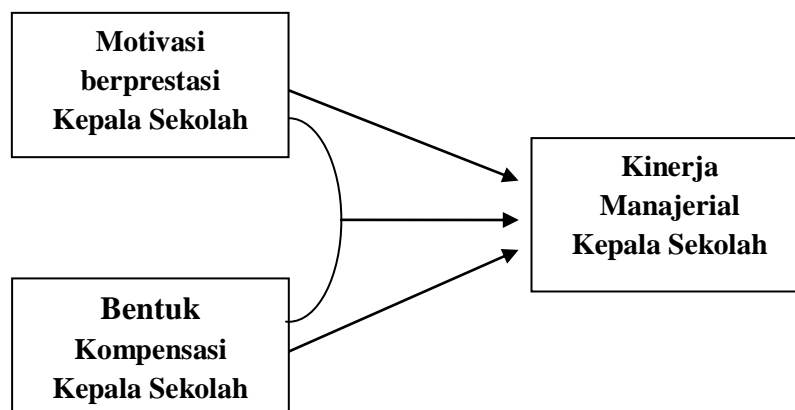 Motivasi
berprestasi
Kepala Sekolah
Kinerja
Manajerial
Kepala Sekolah
Bentuk
Kompensasi
Kepala Sekolah